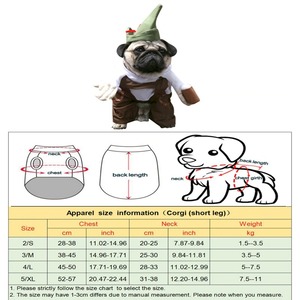 neck
chest
back length
neck
back length
chest girth
Apparel size information（Corgi (short leg)）
Size Chest Neck Weight
cm inch cm inch kg
2/S 28-38 11.02-14.96 20-25 7.87-9.84 1.5--3.5
3/M 38-45 14.96-17.71 25-30 9.84-11.81 3.5--5
4/L 45-50 17.71-19.69 28-33 11.02-12.99 5--7.5
5/XL 52-57 20.47-22.44 31-38 12.20-14.96 7.5--10
1. Please strictly follow the size chart to select the size.
2. The size may have 1-3cm differs due to manual measurement. Please make note when you order.